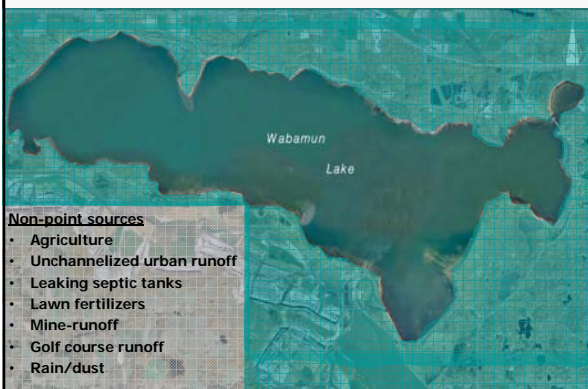 Wabamun
Lake
Non-point sources
• Agriculture
• Unchannelized urban runoff
• Leaking septic tanks
• Lawn fertilizers
• Mine-runoff
• Golf course runoff
• Rain/dust